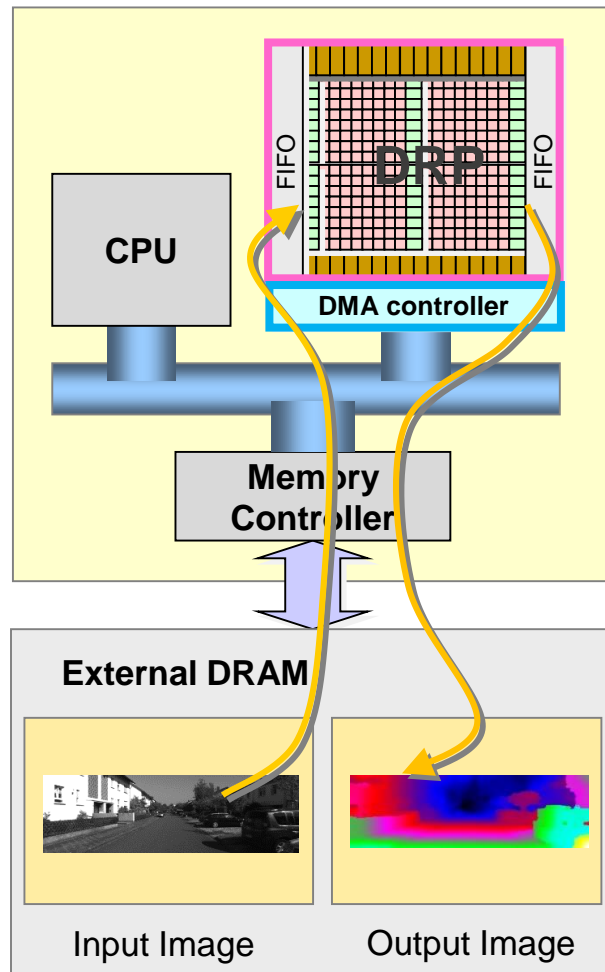 FIFO
DRP
FIFO
CPU
DMA controller
Memory
Controller
External DRAM
Input Image
Output Image